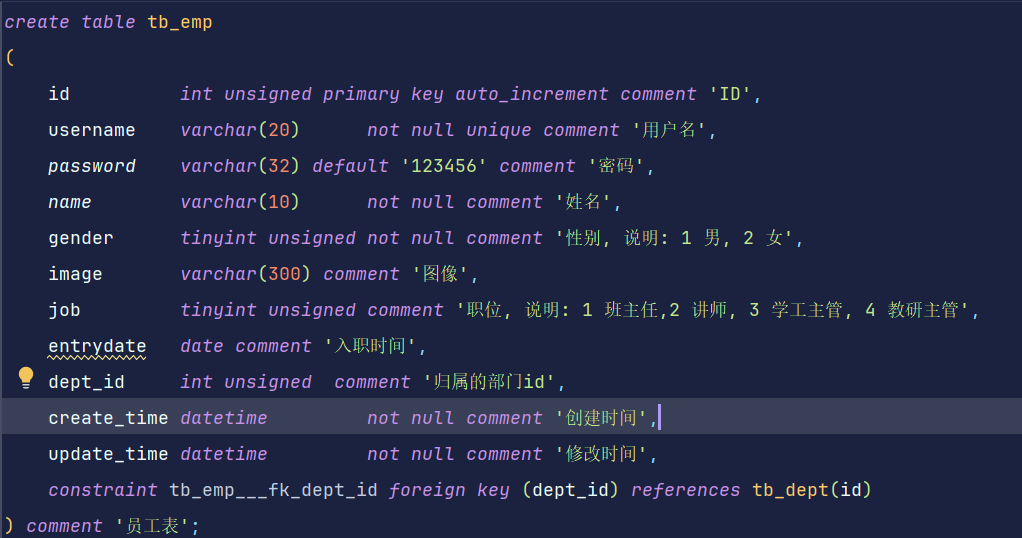 create table tb_emp
(
id int unsigned primary key auto_increment comment 'ID',
username varchar(20) not null unique comment '用户名',
password varchar(32) default '123456' comment '密码',
name varchar(10) not null comment '姓名',
gender tinyint unsigned not null comment '性别, 说明: 1 男, 2 女',
image varchar(300) comment '图像',
job tinyint unsigned comment '职位, 说明: 1 班主任,2 讲师, 3 学工主管, 4 教研主管',
entrydate date comment '入职时间',
dept_id int unsigned comment '归属的部门id',
create_time datetime not null comment '创建时间',
update_time datetime not null comment '修改时间',
constraint tb_emp___fk_dept_id foreign key (dept_id) references tb_dept(id)
) comment '员工表';